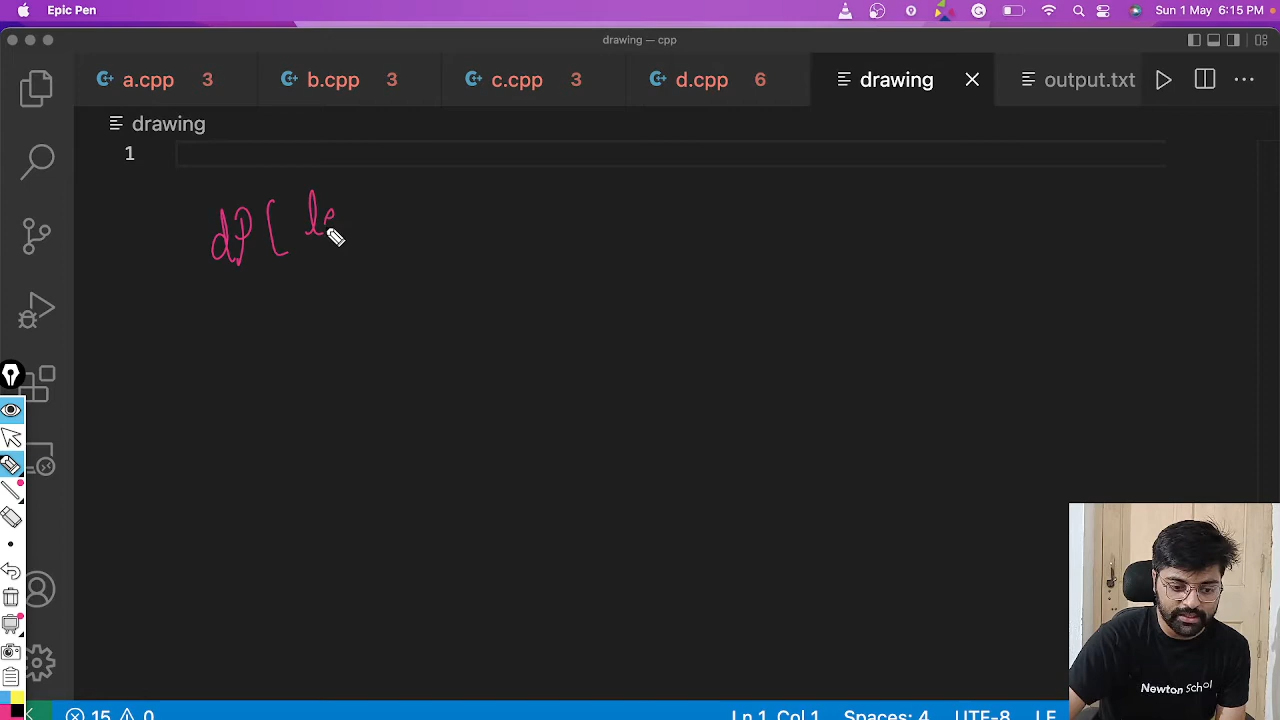 Epic Pen
Sun 1 May 6:15 PM
drawing — cpp
a.cpp 3
b.cpp 3
c.cpp 3
d.cpp 6
drawing
output.txt
drawing
1
dP[ le
Newton School
15 0
Ln 1, Col 1 Spaces: 4 UTF-8 LF